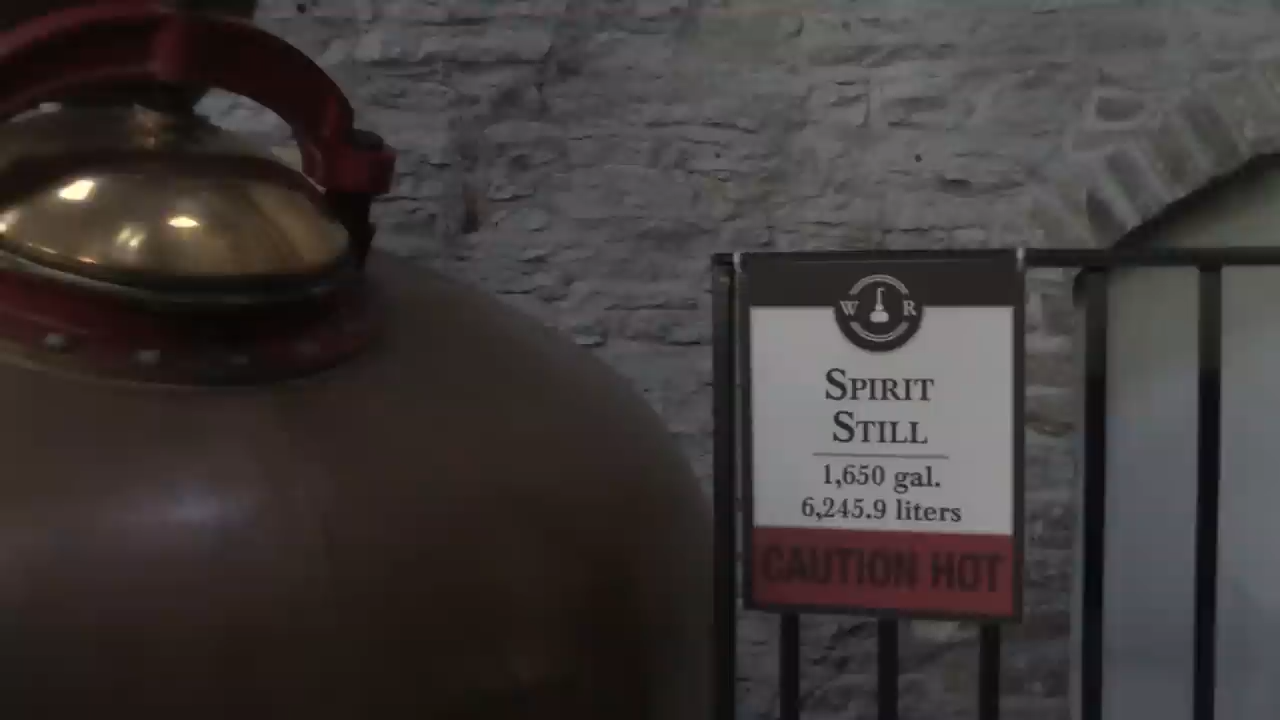 W R
SPIRIT
STILL
1,650 gal.
6,245.9 liters
CAUTION HOT